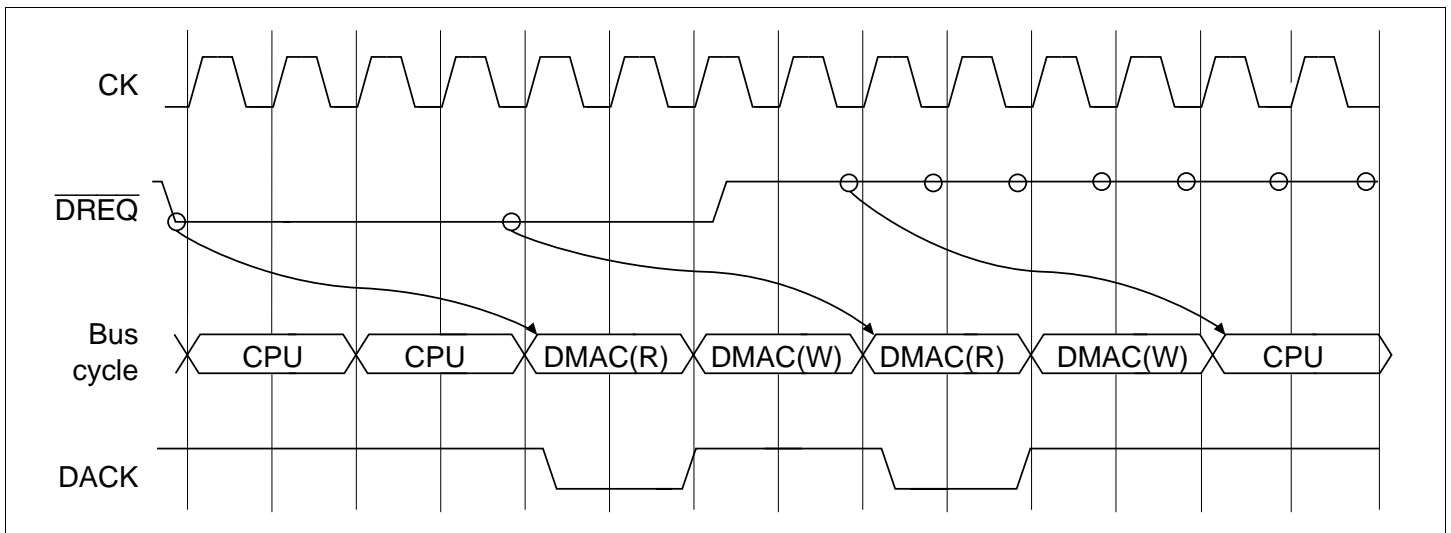 CK
DREQ
Bus
cycle
CPU CPU DMAC(R) DMAC(W) DMAC(R) DMAC(W) CPU
DACK